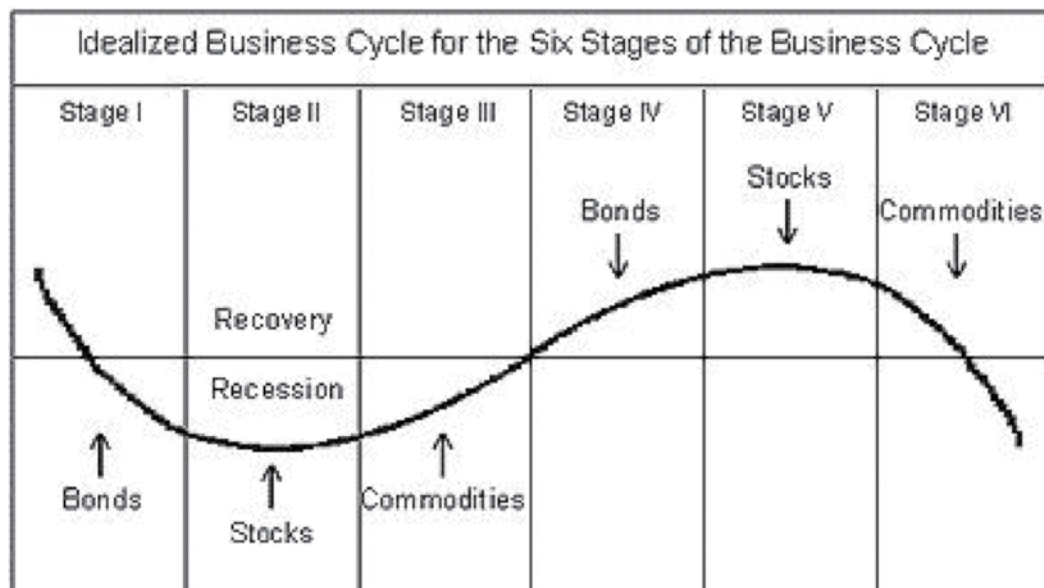 Idealized Business Cycle for the Six Stages of the Business Cycle
Stage I
Stage II
Stage III
Stage IV
Stage V
Stage VI
Stocks
Bonds
Commodities
Recovery
Recession
Bonds
Stocks
Commodities